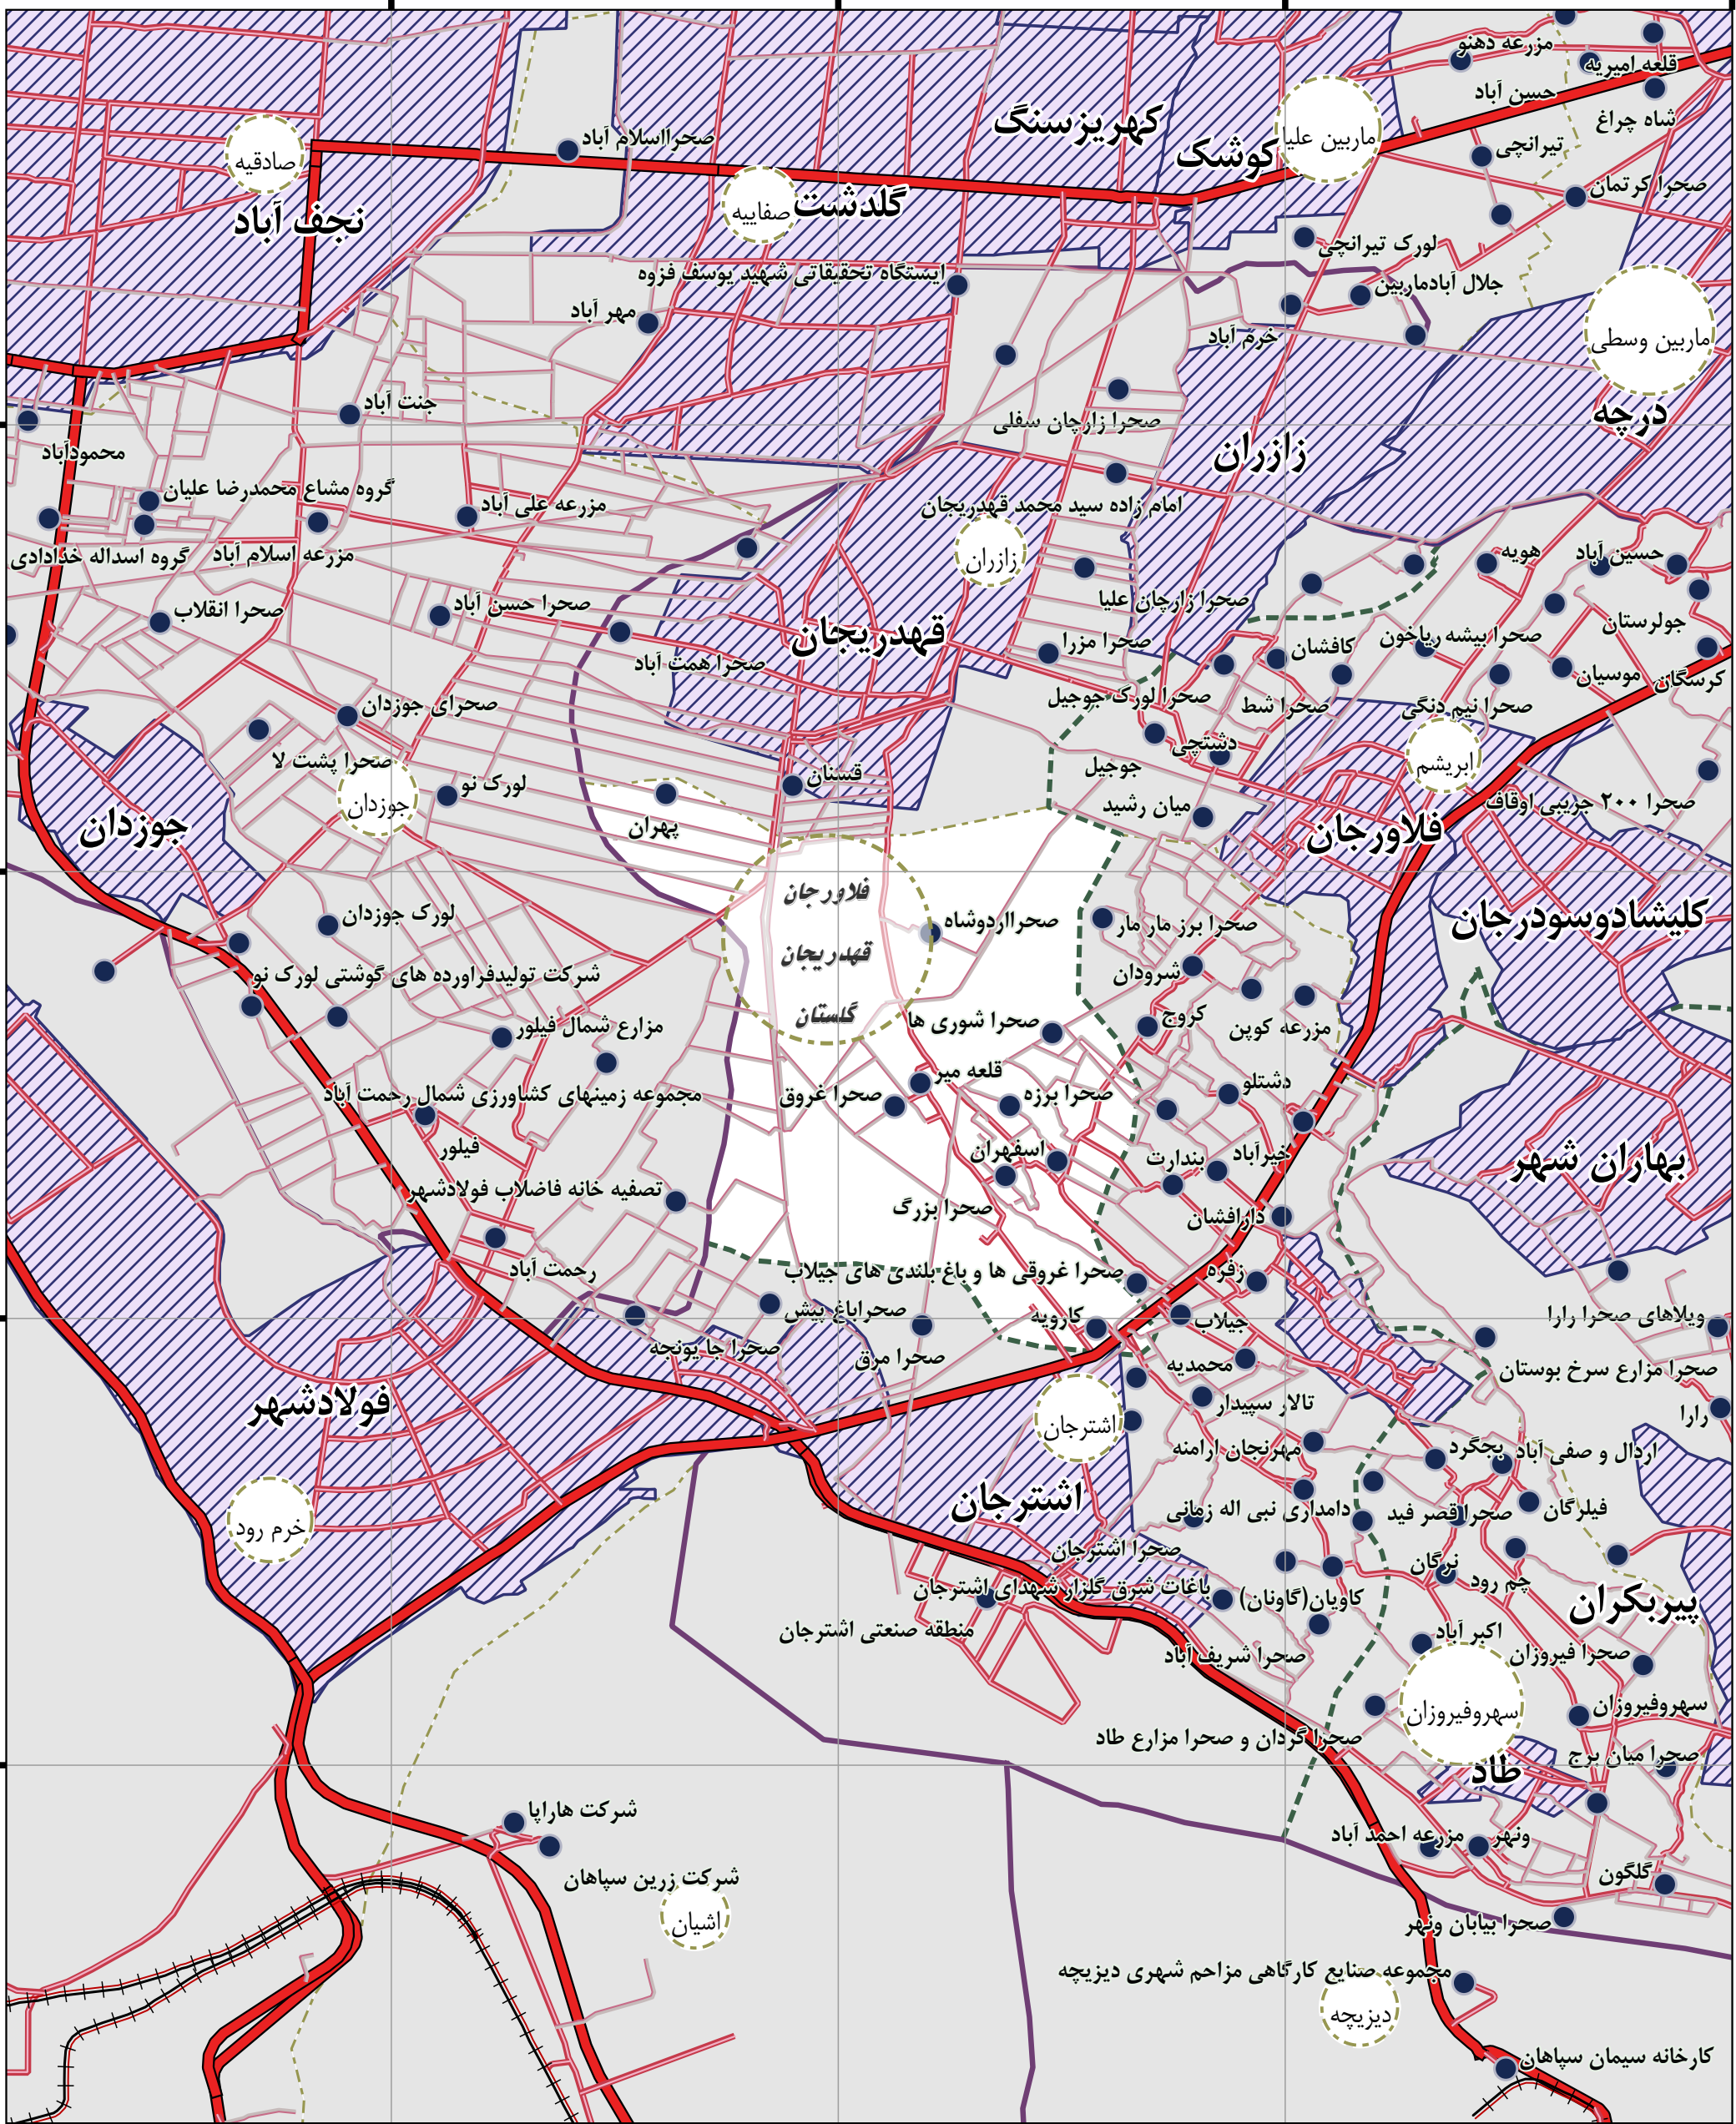 مزرعه دهنو
قلعه امیریه
حسن آباد
شاه چراغ
کهریزسنگ
ماربین علیا
صحرااسلام آباد
تیرانچی
کوشک
صادقیه
صحرا کرتمان
گلدشت
صفاییه
نجف آباد
لورک تیرانچی
ایستگاه تحقیقاتی شهید یوسف فزوه
جلال آبادماربین
مهر آباد
خرم آباد
ماربین وسطی
جنت آباد
درچه
صحرا زارچان سفلی
محمودآباد
زازران
گروه مشاع محمدرضا علیان
مزرعه علی آباد
امام زاده سید محمد قهدریجان
گروه اسداله خدادادی
مزرعه اسلام آباد
زازران
هویه
حسین آباد
صحرا انقلاب
صحرا حسن آباد
صحرا زارچان علیا
جولرستان
قهدریجان
صحرا مزرا
کافشان
صحرا بیشه ریاخون
صحرا همت آباد
موسیان
کرسگان
صحرای جوزدان
صحرا لورک جوجیل
صحرا شط
صحرا نیم دنگی
دشتچی
صحرا پشت لا
جوجیل
ابریشم
قسنان
لورک نو
جوزدان
میان رشید
صحرا ۲۰۰ جریبی اوقاف
جوزدان
پهران
فلاورجان
فلاورجان
قهدریجان
گلستان
لورک جوزدان
صحرااردوشاه
صحرا برز مار مار
کلیشادوسودرجان
شرکت تولیدفراورده های گوشتی لورک نو
شرودان
مزارع شمال فیلور
صحرا شوری ها
کروج
مزرعه کوپن
قلعه میر
دشتلو
مجموعه زمینهای کشاورزی شمال رحمت آباد
صحرا غروق
صحرا برزه
فیلور
اسفهران
بندارت
خیرآباد
بهاران شهر
تصفیه خانه فاضلاب فولادشهر
صحرا بزرگ
دارافشان
رحمت آباد
صحرا غروقی ها و باغ بلندی های جیلاب
زفره
صحراباغ پیش
کارویه
جیلاب
ویلاهای صحرا رارا
صحرا جا یونجه
صحرا مرق
محمدیه
صحرا مزارع سرخ بوستان
فولادشهر
تالار سپیدار
رارا
اشترجان
مهرنجان ارامنه
بجگرد
اردال و صفی آباد
اشترجان
خرم رود
دامداری نبی اله زمانی
صحرا قصر فید
فیلرگان
صحرا اشترجان
نرگان
چم رود
باغات شرق گلزار شهدای اشترجان
کاویان(گاونان)
پیربکران
منطقه صنعتی اشترجان
اکبر آباد
صحرا شریف آباد
صحرا فیروزان
سهروفیروزان
سهروفیروزان
صحرا گردان و صحرا مزارع طاد
صحرا میان برج
طاد
شرکت هاراپا
مزرعه احمد آباد
ونهر
شرکت زرین سپاهان
گلگون
اشیان
صحرا بیابان ونهر
مجموعه صنایع کارگاهی مزاحم شهری دیزیچه
دیزیچه
کارخانه سیمان سپاهان